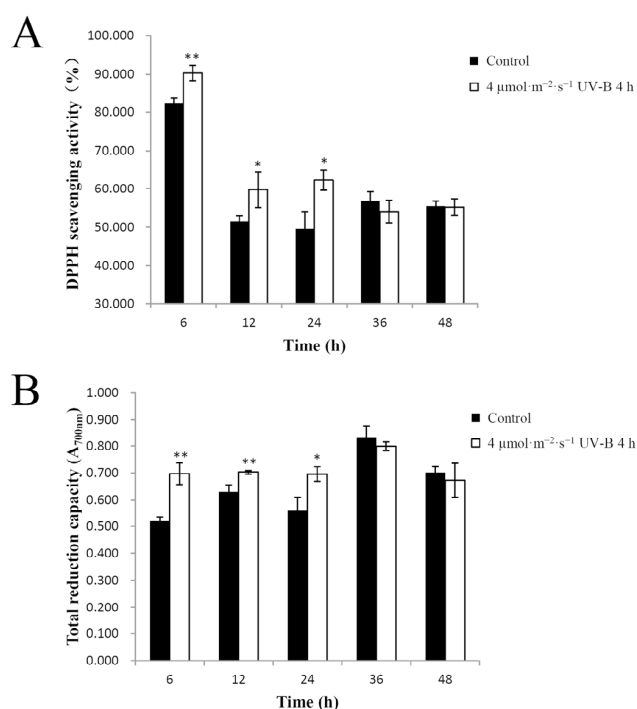 A
DPPH scavenging activity (%)
100.000
90.000
80.000
70.000
60.000
50.000
40.000
30.000
**
*
*
6 12 24 36 48
Time (h)
Control
4 μmol·m⁻²·s⁻¹ UV-B 4 h
B
Total reduction capacity (A700nm)
1.000
0.900
0.800
0.700
0.600
0.500
0.400
0.300
0.200
0.100
0.000
**
**
*
6 12 24 36 48
Time (h)
Control
4 μmol·m⁻²·s⁻¹ UV-B 4 h